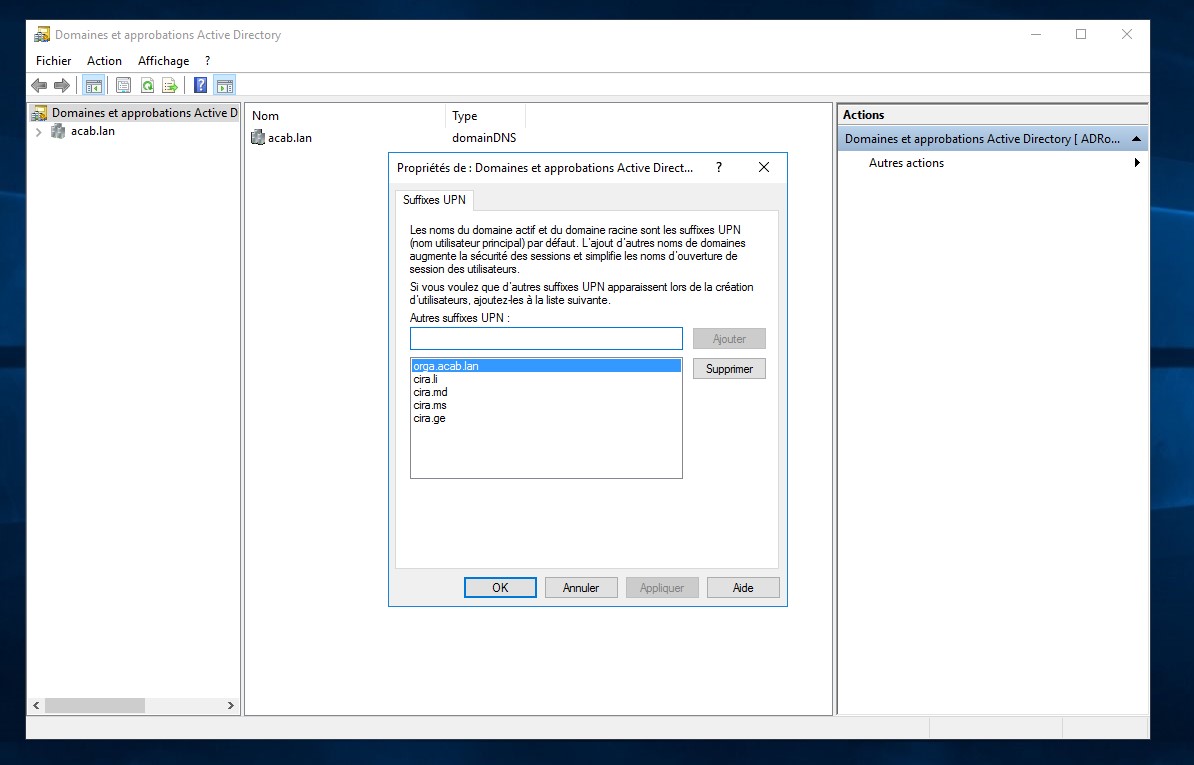 Domaines et approbations Active Directory
Fichier Action Affichage ?
Domaines et approbations Active D
acab.lan
Nom Type
acab.lan domainDNS
Actions
Domaines et approbations Active Directory [ ADRo...
Autres actions
Propriétés de : Domaines et approbations Active Direct... ?
Suffixes UPN
Les noms du domaine actif et du domaine racine sont les suffixes UPN
(nom utilisateur principal) par défaut. L'ajout d'autres noms de domaines
augmente la sécurité des sessions et simplifie les noms d'ouverture de
session des utilisateurs.
Si vous voulez que d'autres suffixes UPN apparaissent lors de la création
d'utilisateurs, ajoutez-les à la liste suivante.
Autres suffixes UPN :
Ajouter
orga.acab.lan
Supprimer
cira.li
cira.md
cira.ms
cira.ge
OK Annuler Appliquer Aide